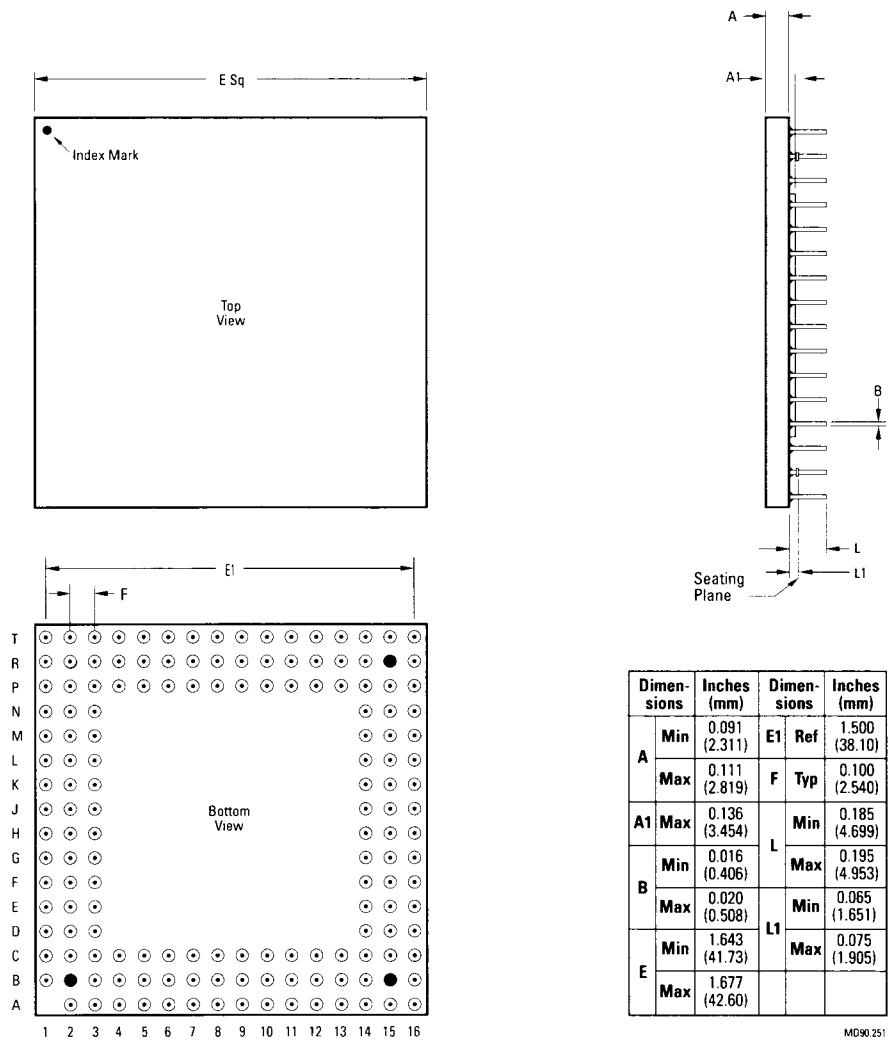 A
E Sq
A1
Index Mark
Top
View
B
L
L1
Seating
Plane
E1
F
T
R
P
N
M
L
K
J
H
G
F
E
D
C
B
A
Bottom
View
1 2 3 4 5 6 7 8 9 10 11 12 13 14 15 16
Dimen-sions Inches (mm) Dimen-sions Inches (mm)
A Min 0.091 (2.311) E1 Ref 1.500 (38.10)
Max 0.111 (2.819) F Typ 0.100 (2.540)
A1 Max 0.136 (3.454) L Min 0.185 (4.699)
B Min 0.016 (0.406) Max 0.195 (4.953)
Max 0.020 (0.508) L1 Min 0.065 (1.651)
E Min 1.643 (41.73) Max 0.075 (1.905)
Max 1.677 (42.60)
MD90.251